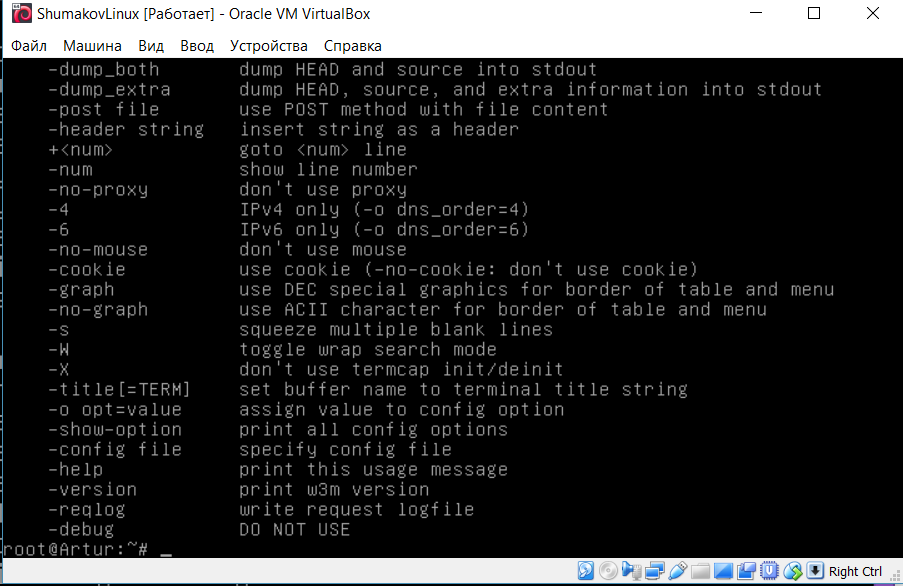 ShumakovLinux [Работает] - Oracle VM VirtualBox
Файл Машина Вид Ввод Устройства Справка
-dump_both dump HEAD and source into stdout
-dump_extra dump HEAD, source, and extra information into stdout
-post file use POST method with file content
-header string insert string as a header
+<num> goto <num> line
-num show line number
-no-proxy don't use proxy
-4 IPv4 only (-o dns_order=4)
-6 IPv6 only (-o dns_order=6)
-no-mouse don't use mouse
-cookie use cookie (-no-cookie: don't use cookie)
-graph use DEC special graphics for border of table and menu
-no-graph use ACII character for border of table and menu
-s squeeze multiple blank lines
-W toggle wrap search mode
-X don't use termcap init/deinit
-title[=TERM] set buffer name to terminal title string
-o opt=value assign value to config option
-show-option print all config options
-config file specify config file
-help print this usage message
-version print w3m version
-reqlog write request logfile
-debug DO NOT USE
root@Artur:~# _
Right Ctrl